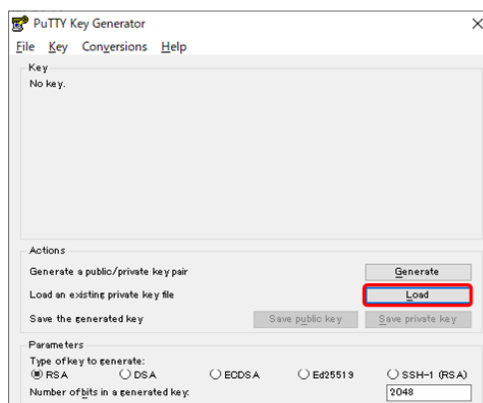 PuTTY Key Generator
File Key Conversions Help
Key
No key.
Actions
Generate a public/private key pair Generate
Load an existing private key file Load
Save the generated key Save public key Save private key
Parameters
Type of key to generate:
RSA DSA ECDSA Ed25519 SSH-1 (RSA)
Number of bits in a generated key: 2048